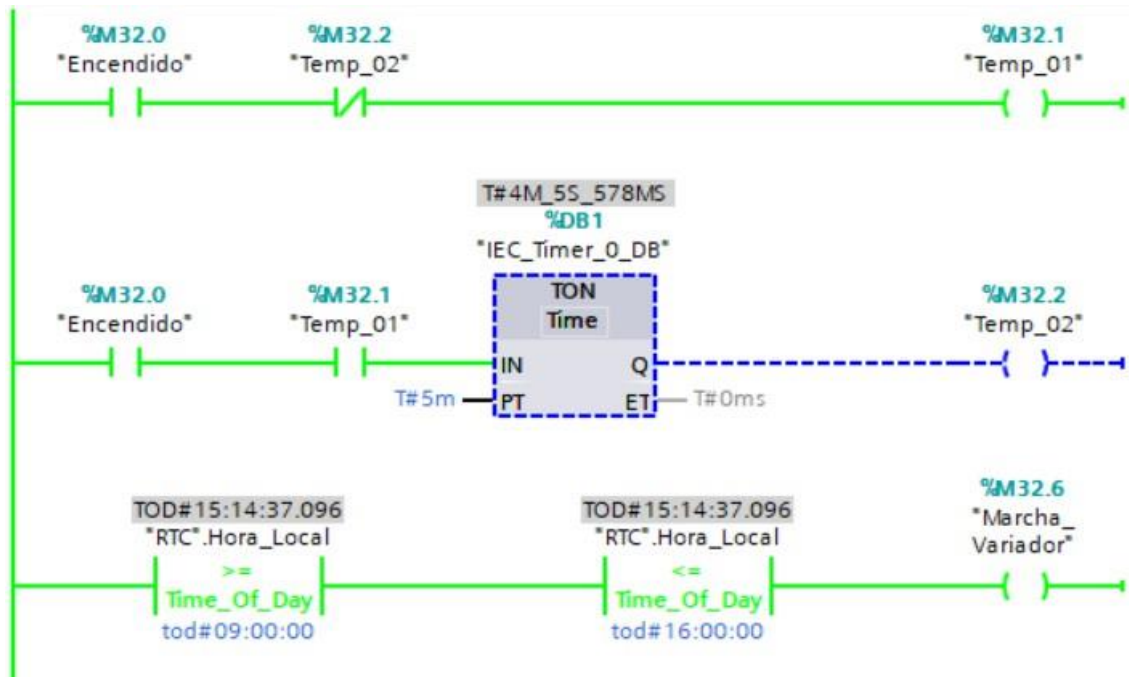 %M32.0 %M32.2 %M32.1
"Encendido" "Temp_02" "Temp_01"
T#4M_5S_578MS
%DB1
"IEC_Timer_0_DB"
%M32.0 %M32.1 TON %M32.2
"Encendido" "Temp_01" Time "Temp_02"
IN Q
T#5m PT ET T#0ms
%M32.6
TOD#15:14:37.096 TOD#15:14:37.096 "Marcha_
"RTC".Hora_Local "RTC".Hora_Local Variador"
>= <=
Time_Of_Day Time_Of_Day
tod#09:00:00 tod#16:00:00